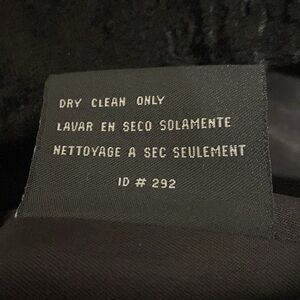 DRY CLEAN ONLY
LAVAR EN SECO SOLAMENTE
NETTOYAGE A SEC SEULEMENT
ID # 292